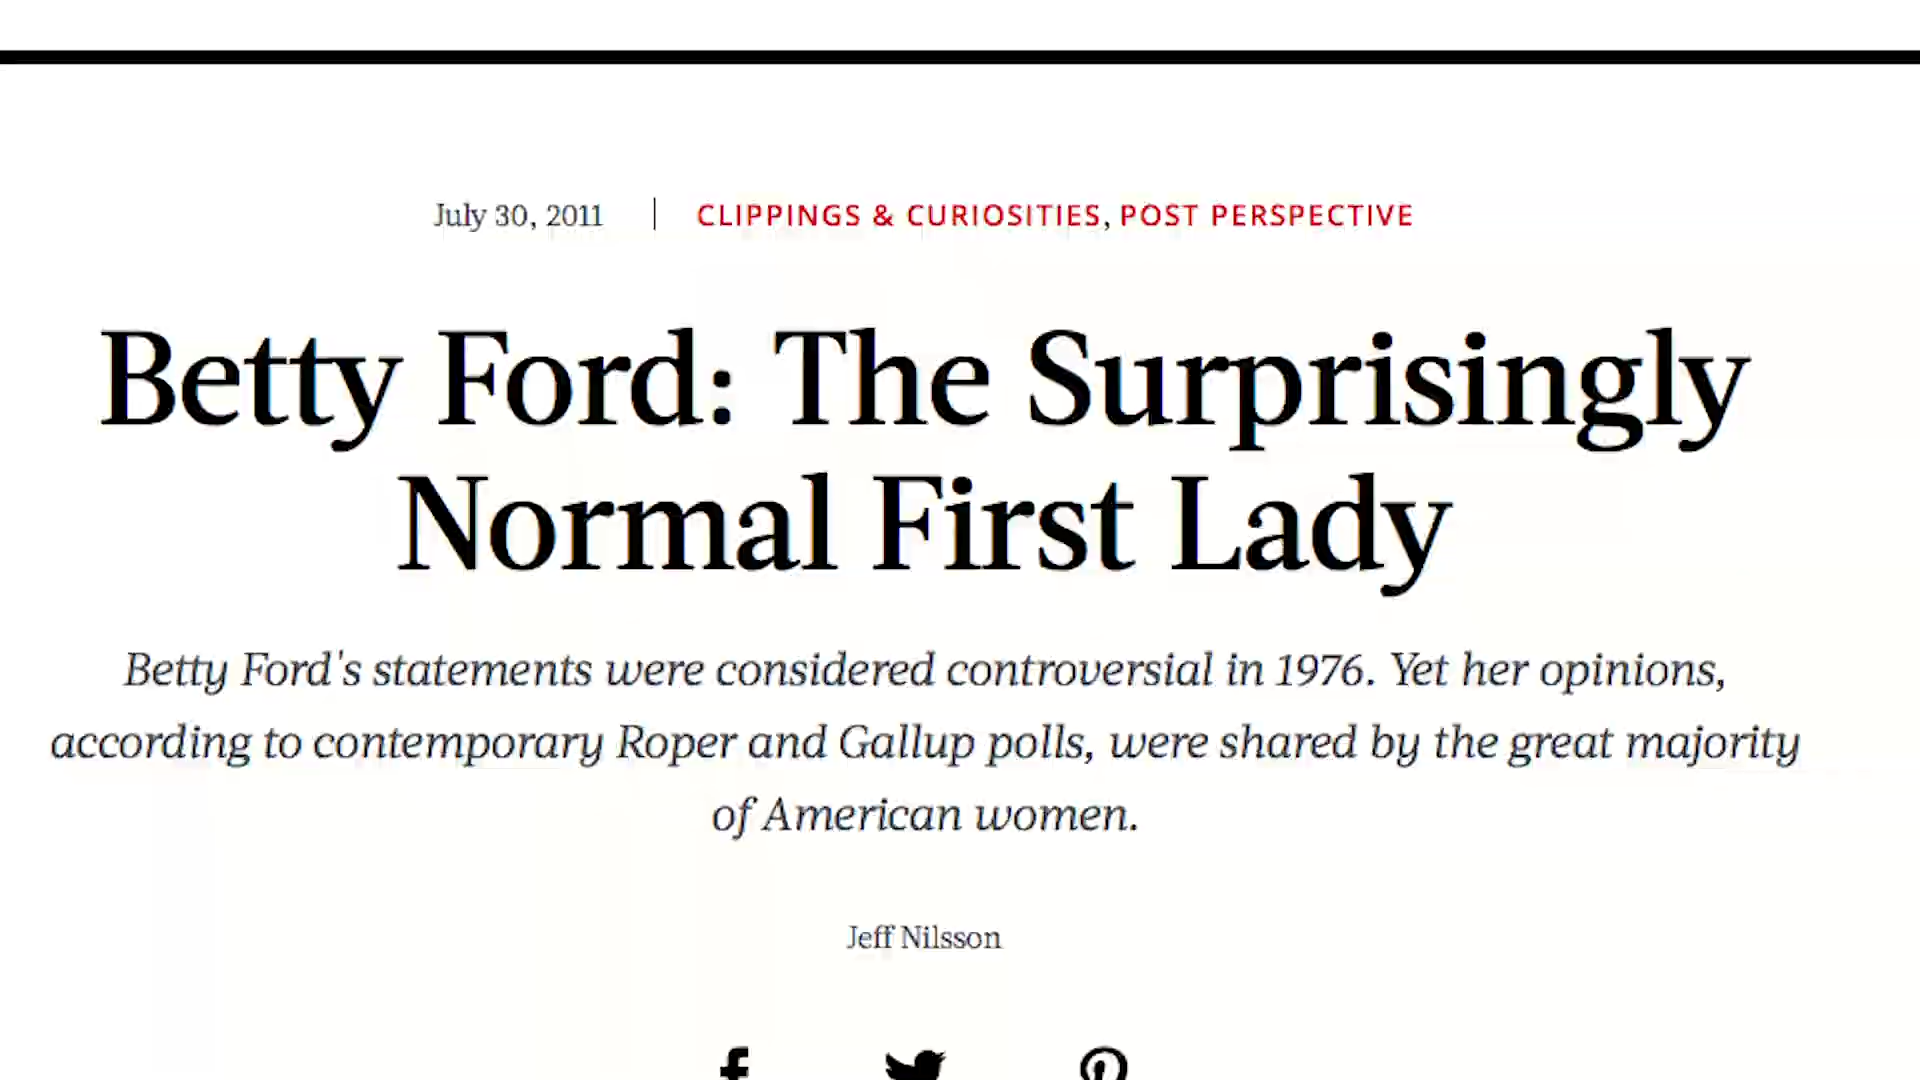 July 30, 2011 | CLIPPINGS & CURIOSITIES, POST PERSPECTIVE
Betty Ford: The Surprisingly
Normal First Lady
Betty Ford's statements were considered controversial in 1976. Yet her opinions,
according to contemporary Roper and Gallup polls, were shared by the great majority
of American women.
Jeff Nilsson